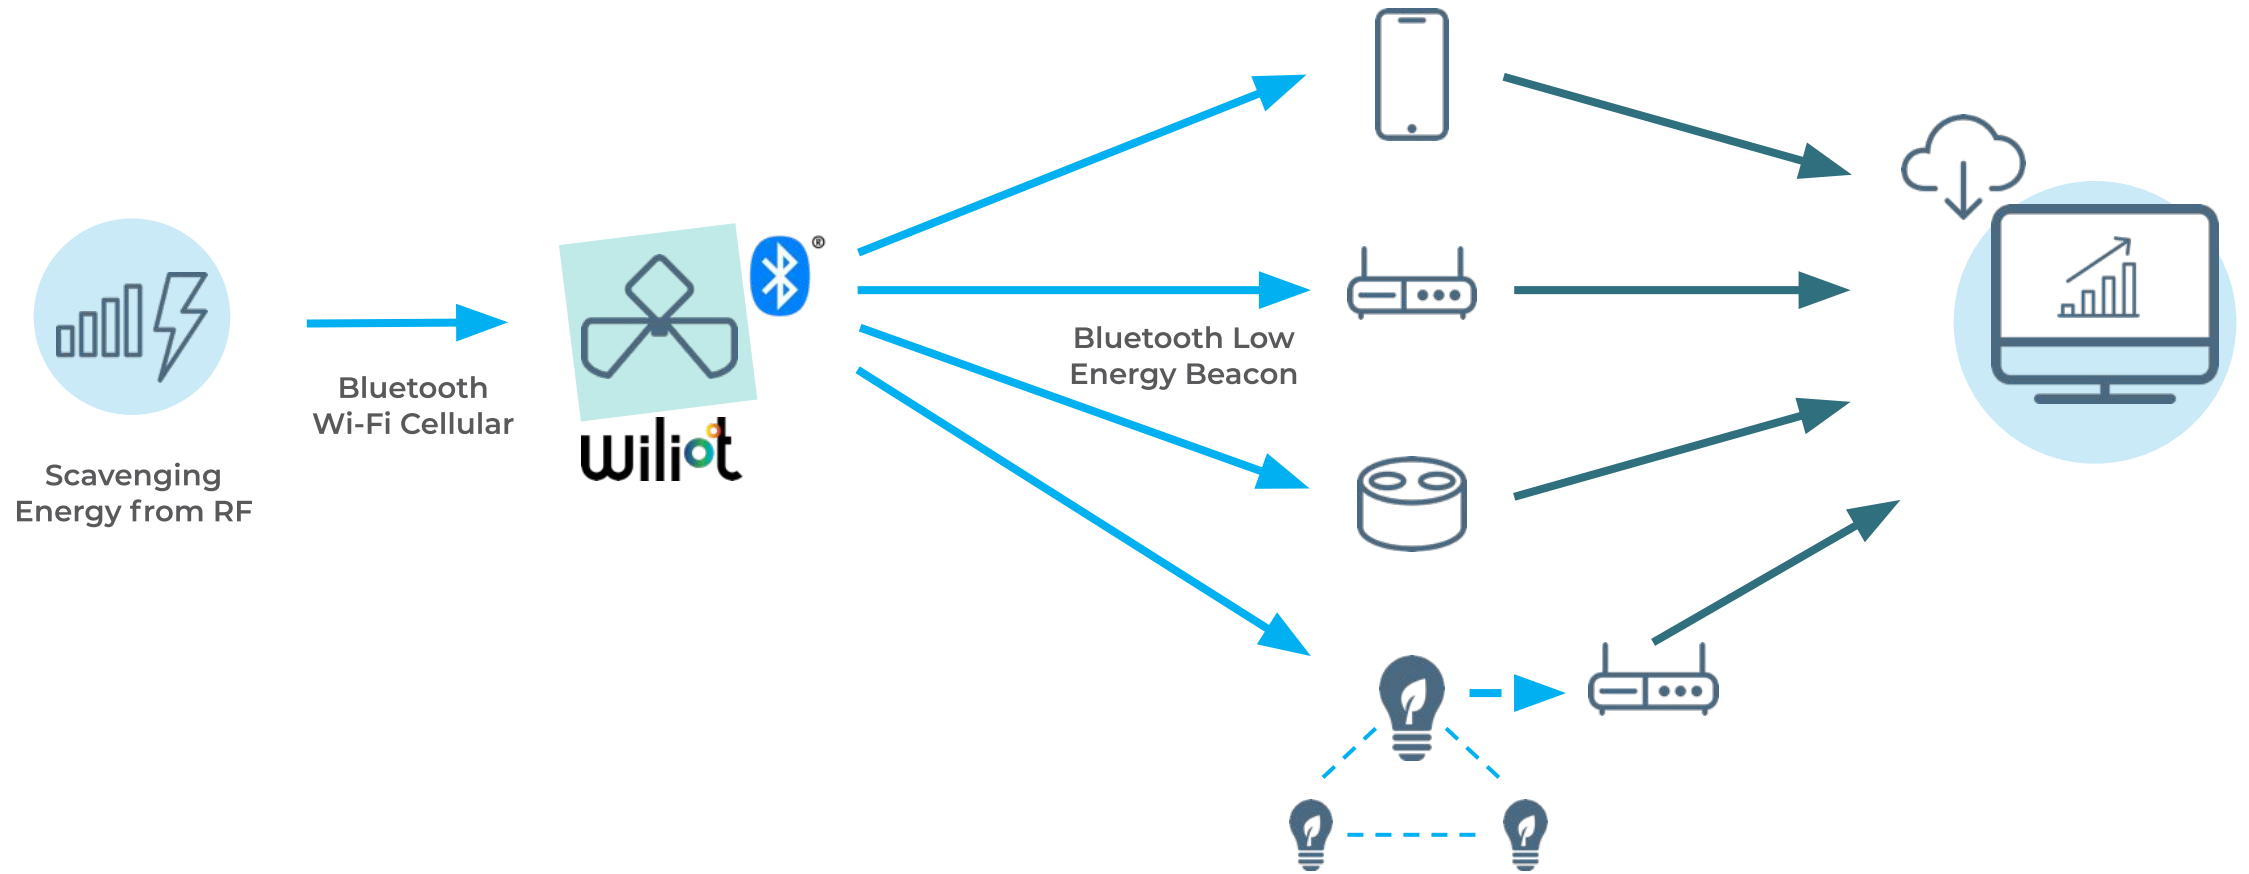 Scavenging
Energy from RF
Bluetooth
Wi-Fi Cellular
wiliot
®
Bluetooth Low
Energy Beacon